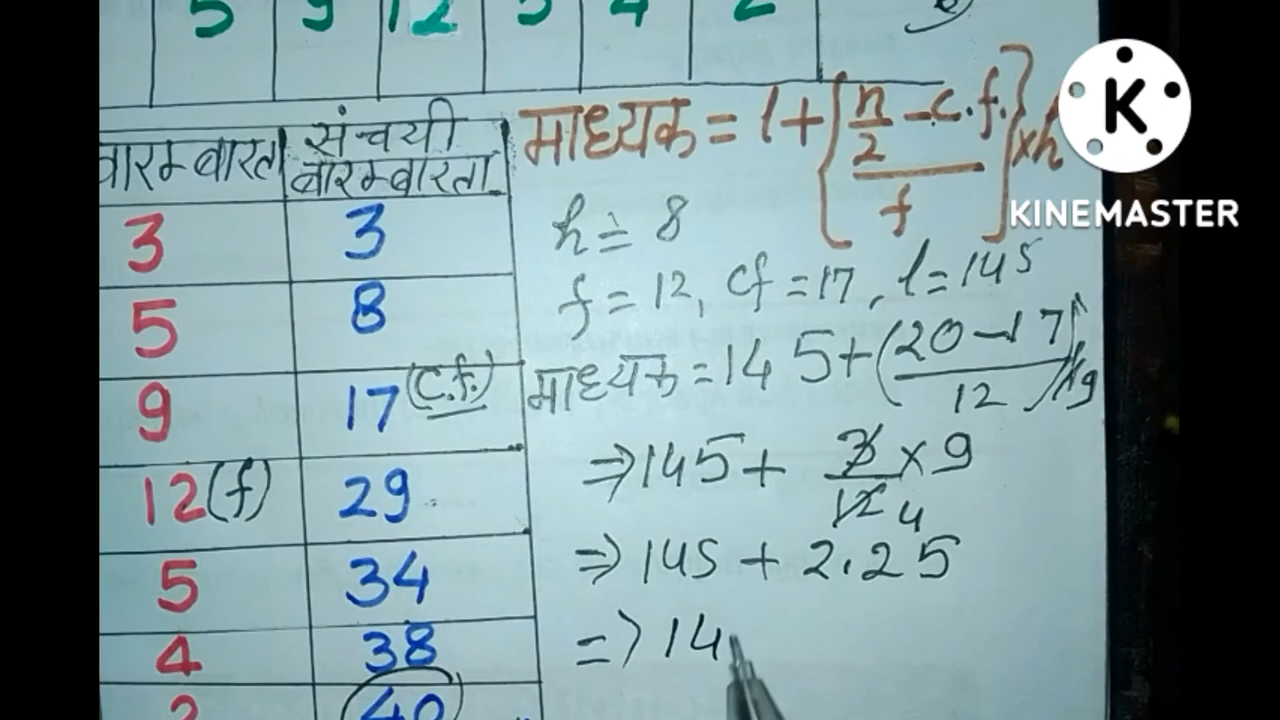 5 9 12 5 4 2
बारम्बारता संचयी बारम्बारता
माध्यक = l + { n/2 - c.f. / f } x h
K
KINEMASTER
3 3
h = 8
5 8
f = 12, cf = 17, l = 145
9 17 (c.f.)
माध्यक = 145 + (20 - 17 / 12) x 9
⇒ 145 + 3/12 x 9
4
12 (f) 29
⇒ 145 + 2.25
5 34
⇒ 14
4 38
2 40